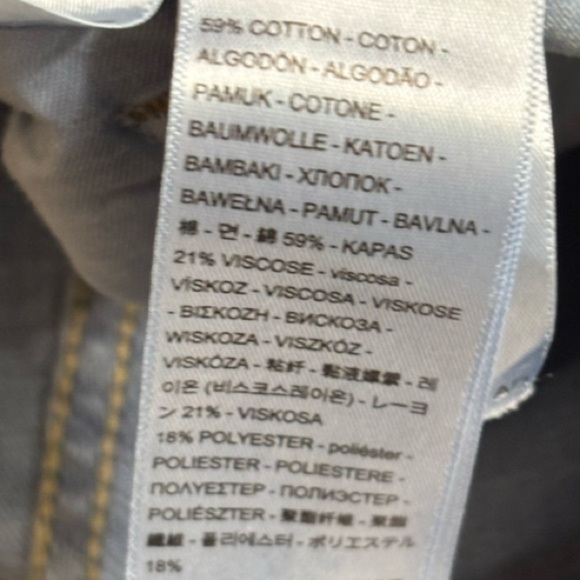 59% COTTON - COTON -
ALGODÓN - ALGODÃO -
PAMUK - COTONE -
BAUMWOLLE - KATOEN -
BAMBAKI - ХЛОПОК -
BAWEŁNA - PAMUT - BAVLNA -
棉 - 면 - 綿 59% - KAPAS
21% VISCOSE - viscosa -
VİSKOZ - VISCOSA - VISKOSE
- ΒΙΣΚΟΖΗ - ВИСКОЗА -
WISKOZA - VISZKÓZ -
VISKÓZA - 粘纤 - 黏液嫘縈 - 레
이온 (비스코스레이온) - レーヨ
ン 21% - VISKOSA
18% POLYESTER - poliéster -
POLIESTER - POLIESTERE -
ΠΟΛΥΕΣΤΕΡ - ПОЛИЭСТЕР -
POLIÉSZTER - 聚酯纤维 - 聚酯
纖維 - 폴리에스터 - ポリエステル
18%